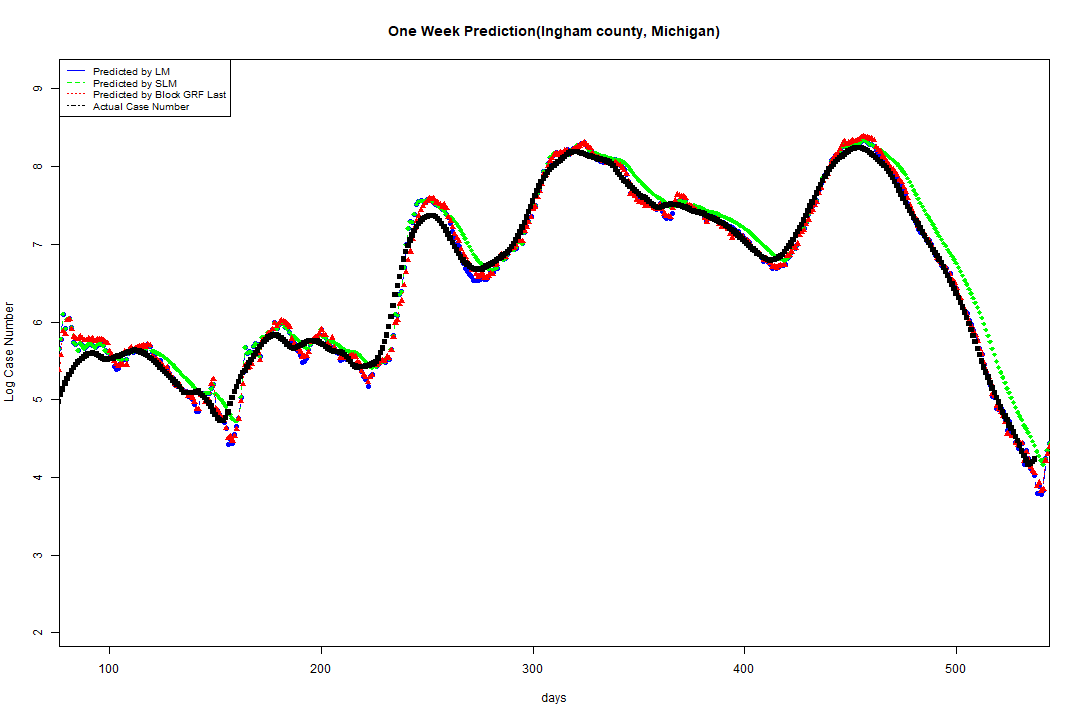 One Week Prediction(Ingham county, Michigan)
Predicted by LM
Predicted by SLM
Predicted by Block GRF Last
Actual Case Number
9
8
7
6
5
4
3
2
Log Case Number
100 200 300 400 500
days